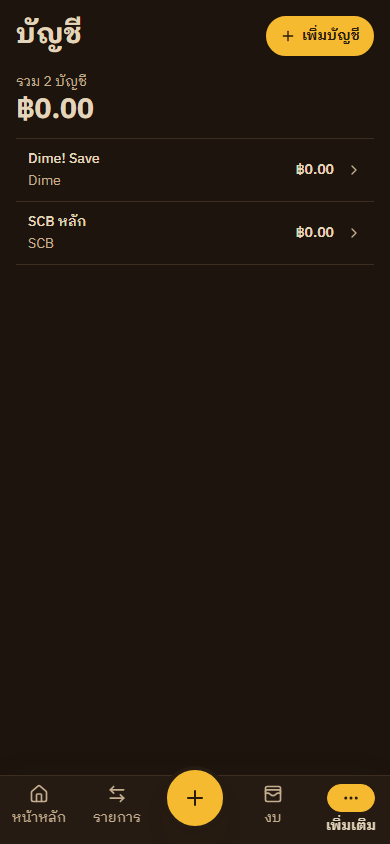 บัญชี
เพิ่มบัญชี
รวม 2 บัญชี
฿0.00
Dime! Save
Dime
฿0.00
SCB หลัก
SCB
฿0.00
หน้าหลัก
รายการ
งบ
เพิ่มเติม